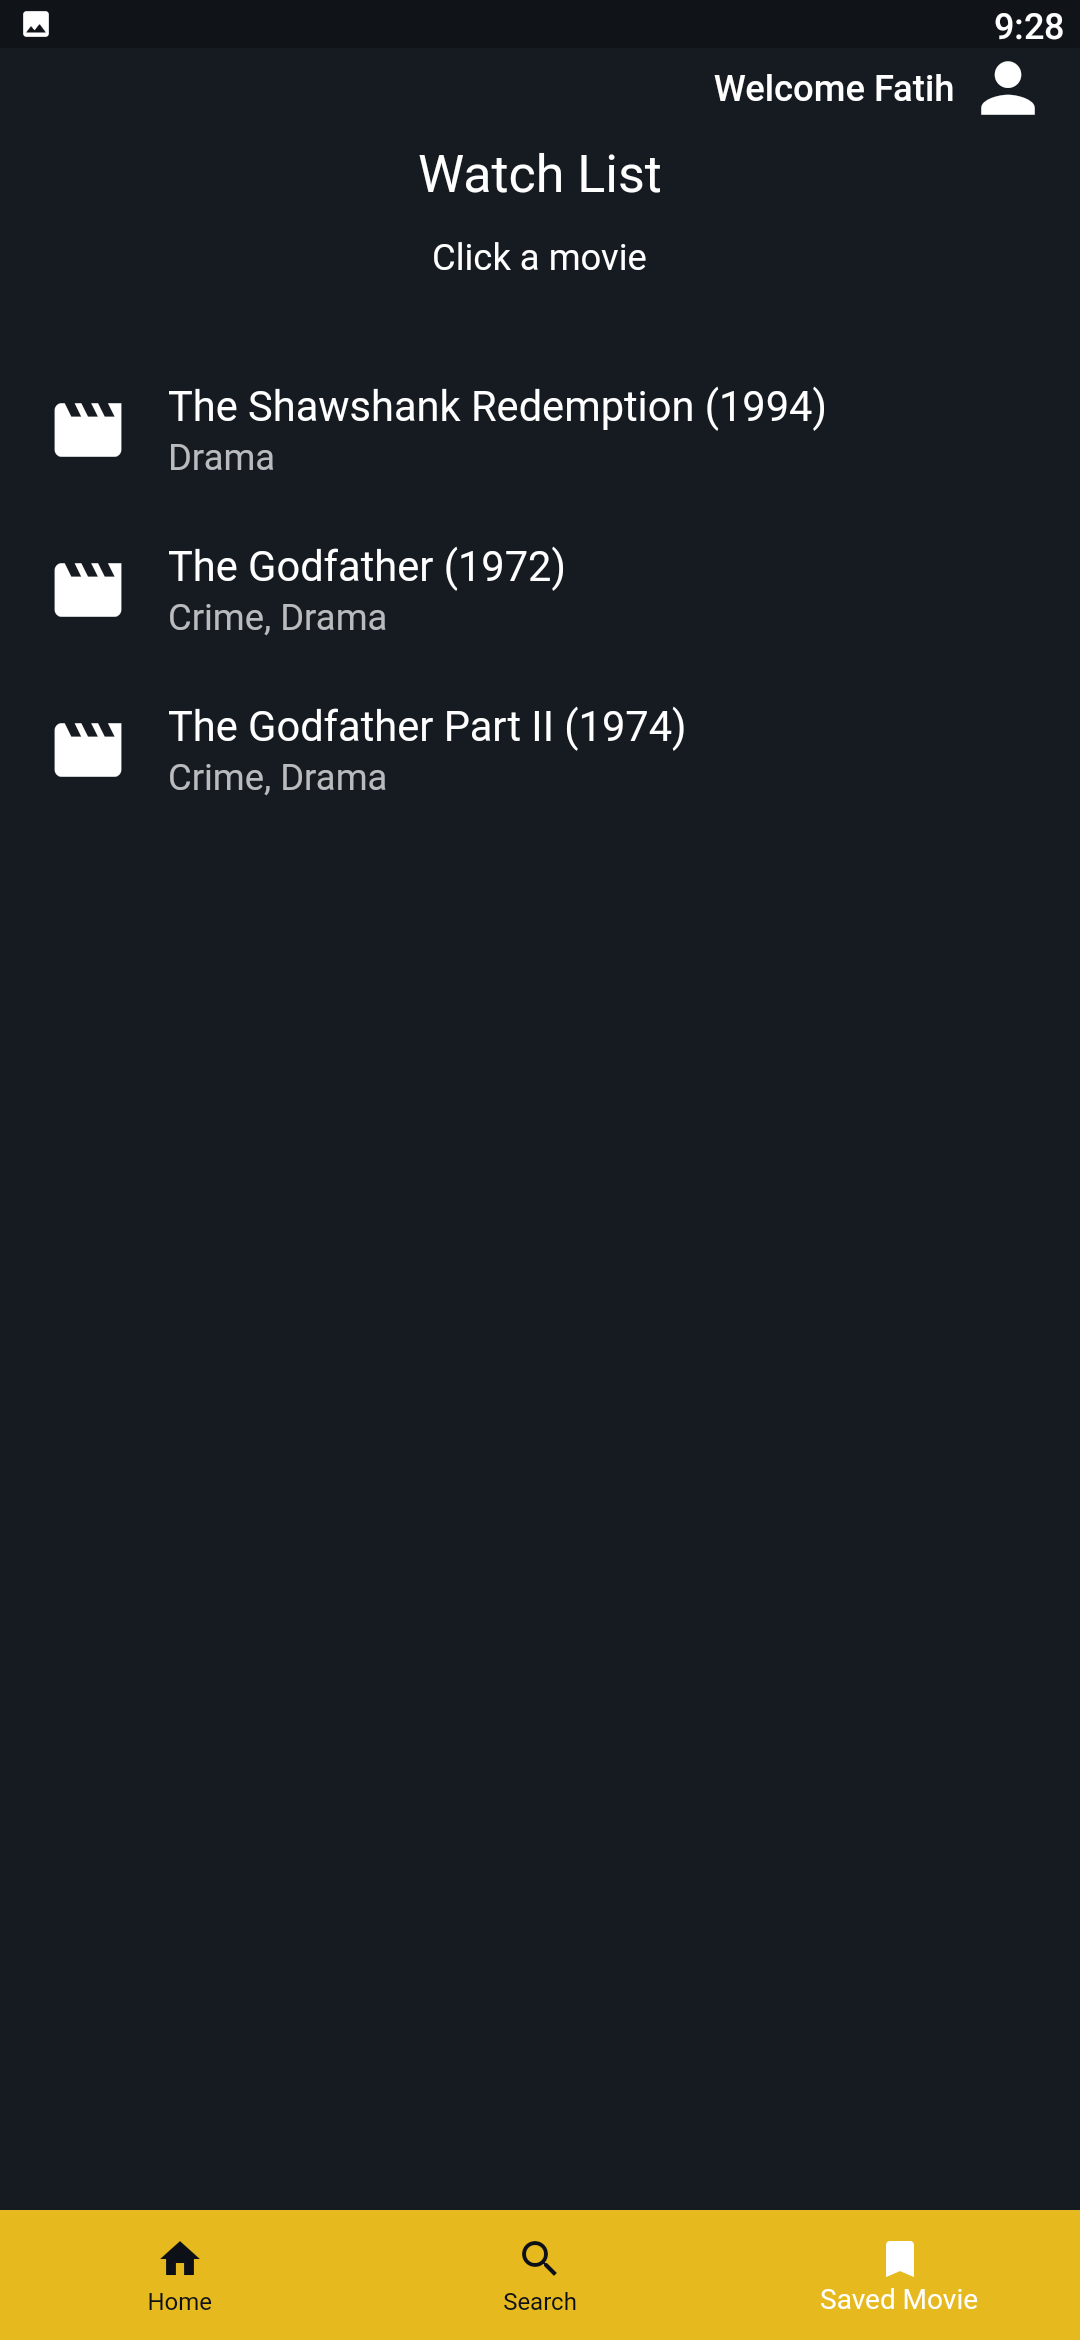 9:28
Welcome Fatih
Watch List
Click a movie
The Shawshank Redemption (1994)
Drama
The Godfather (1972)
Crime, Drama
The Godfather Part II (1974)
Crime, Drama
Home
Search
Saved Movie